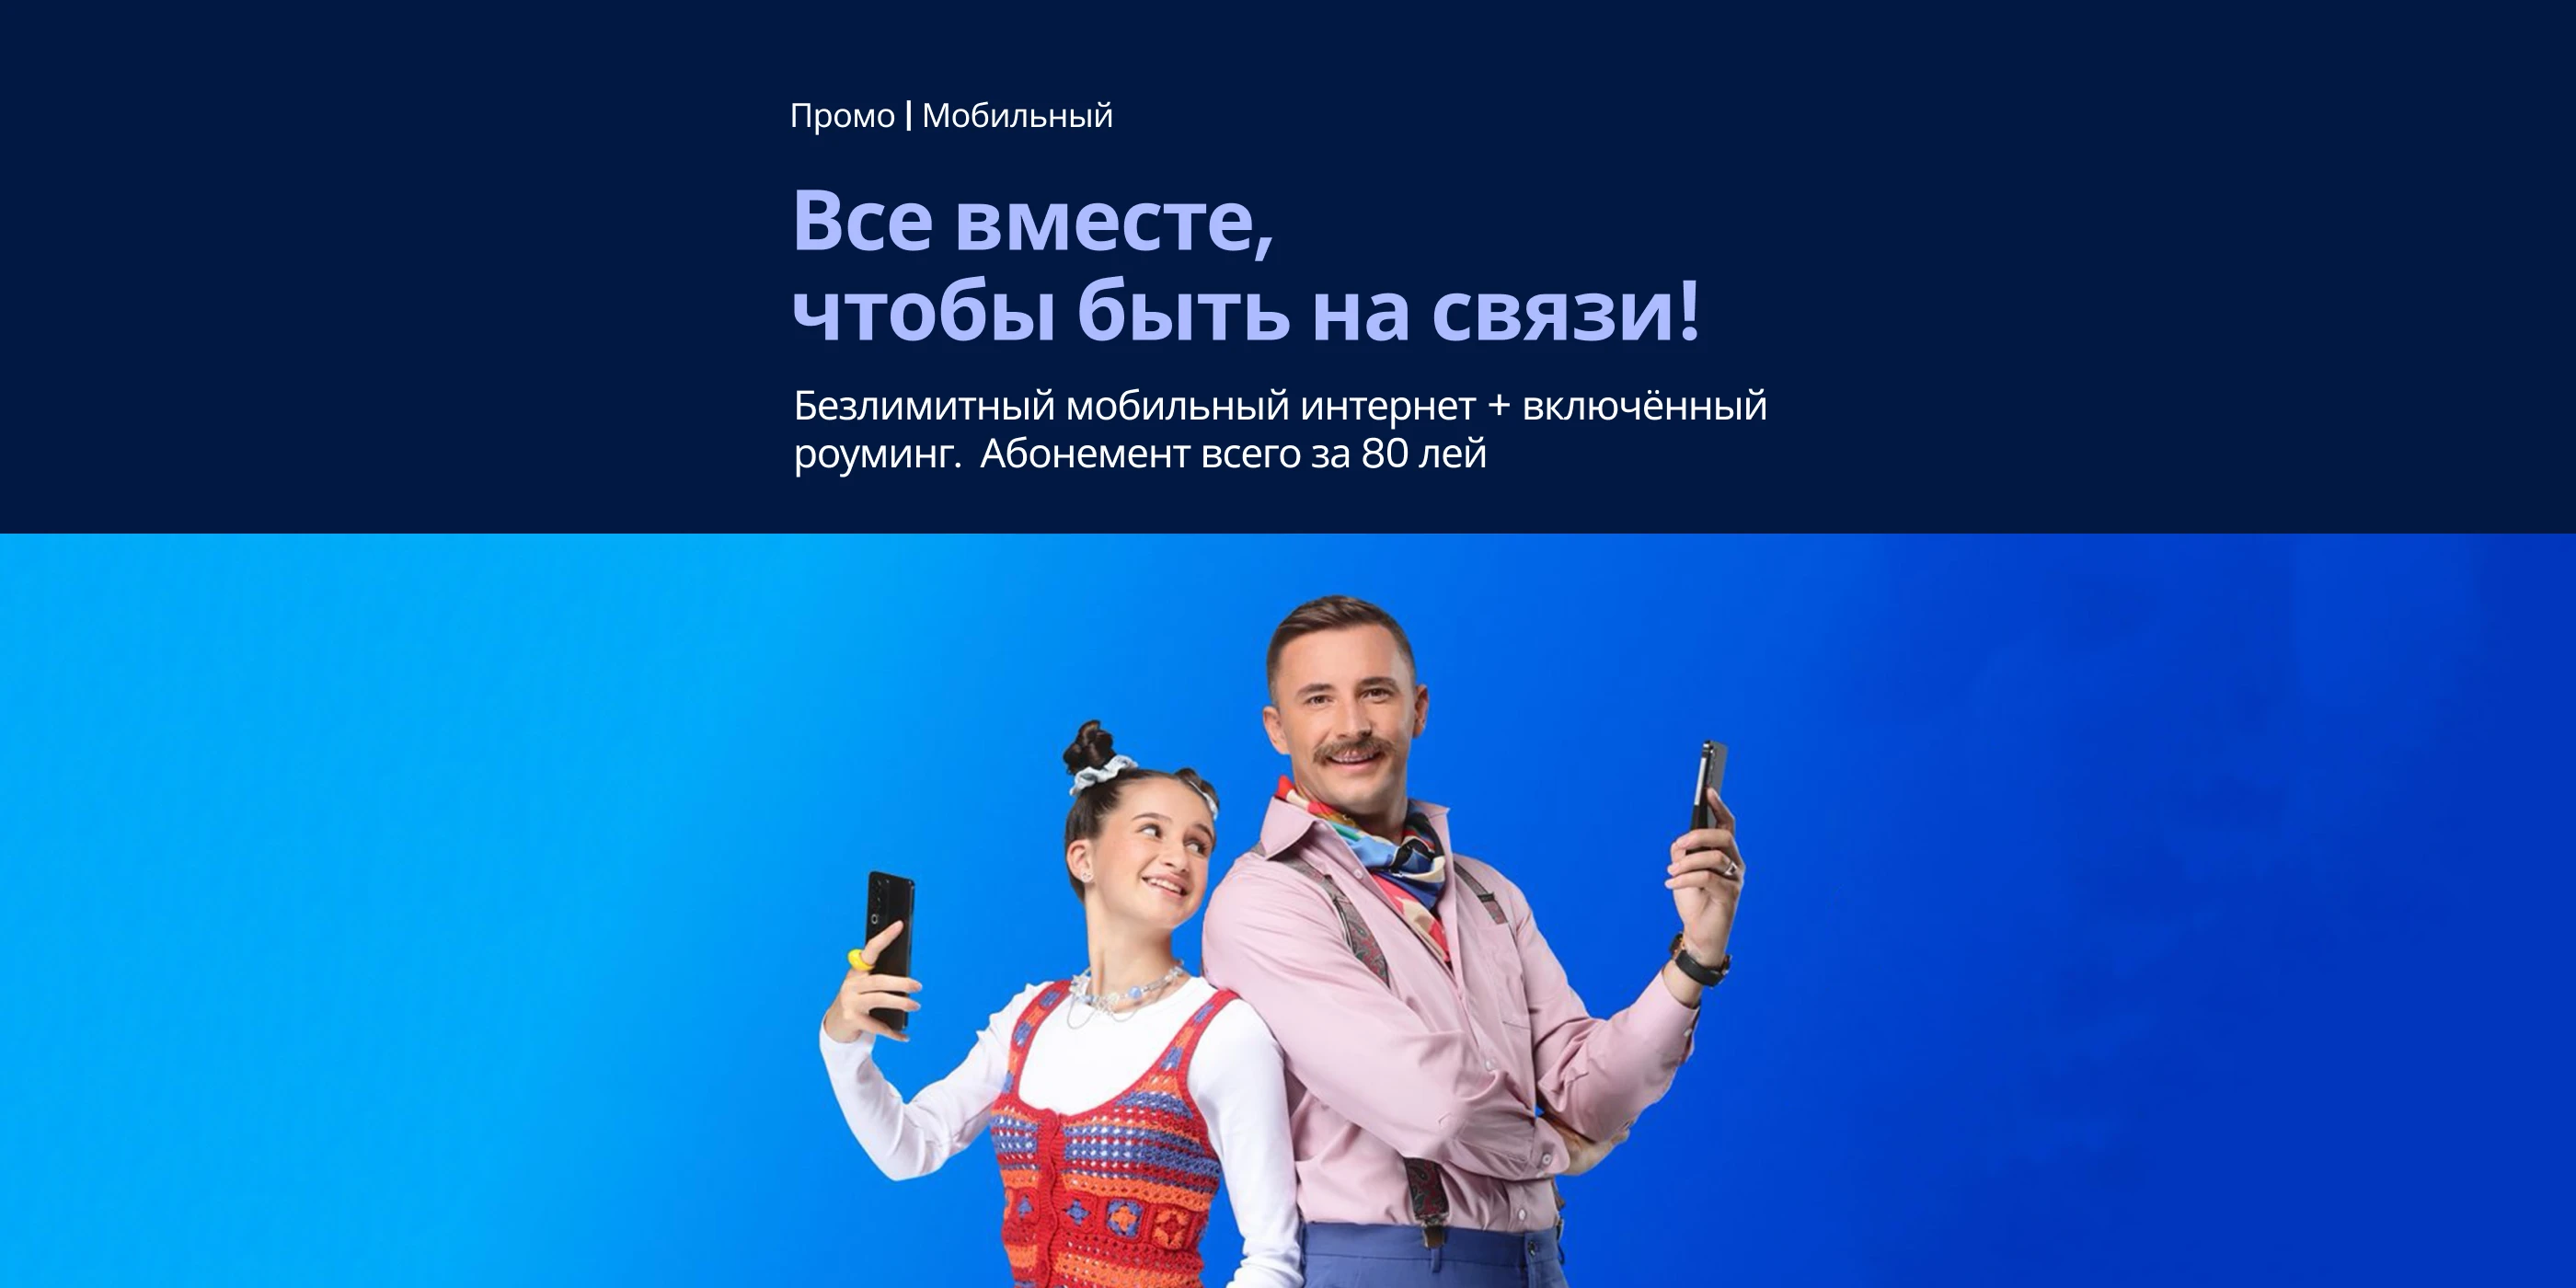 Промо | Мобильный
Все вместе,
чтобы быть на связи!
Безлимитный мобильный интернет + включённый
роуминг.  Абонемент всего за 80 лей